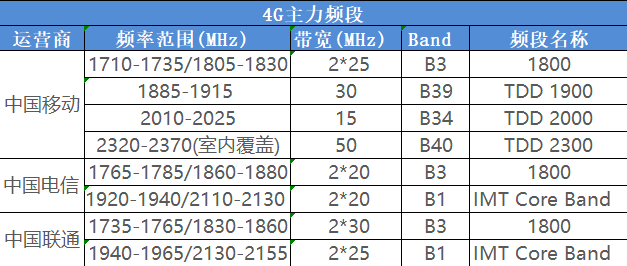 4G主力频段
运营商 频率范围(MHz) 带宽(MHz) Band 频段名称
中国移动 1710-1735/1805-1830 2*25 B3 1800
1885-1915 30 B39 TDD 1900
2010-2025 15 B34 TDD 2000
2320-2370(室内覆盖) 50 B40 TDD 2300
中国电信 1765-1785/1860-1880 2*20 B3 1800
1920-1940/2110-2130 2*20 B1 IMT Core Band
中国联通 1735-1765/1830-1860 2*30 B3 1800
1940-1965/2130-2155 2*25 B1 IMT Core Band